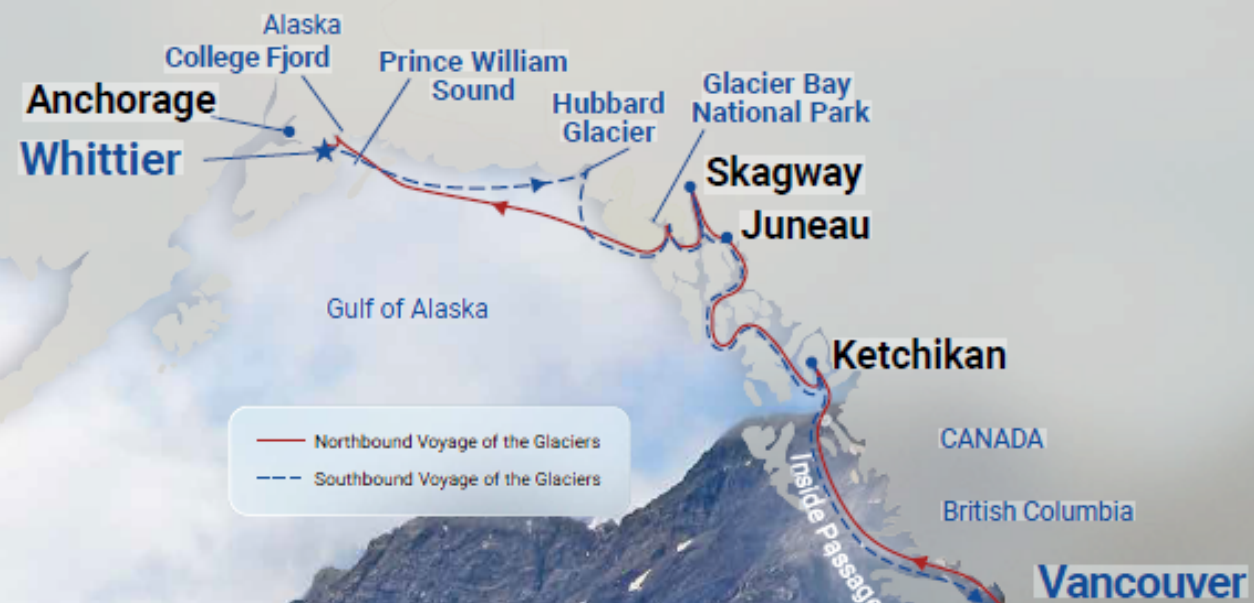 Alaska
College Fjord
Prince William
Sound
Anchorage
Whittier
Hubbard
Glacier
Glacier Bay
National Park
Skagway
Juneau
Gulf of Alaska
Ketchikan
Northbound Voyage of the Glaciers
Southbound Voyage of the Glaciers
CANADA
Inside Passage
British Columbia
Vancouver